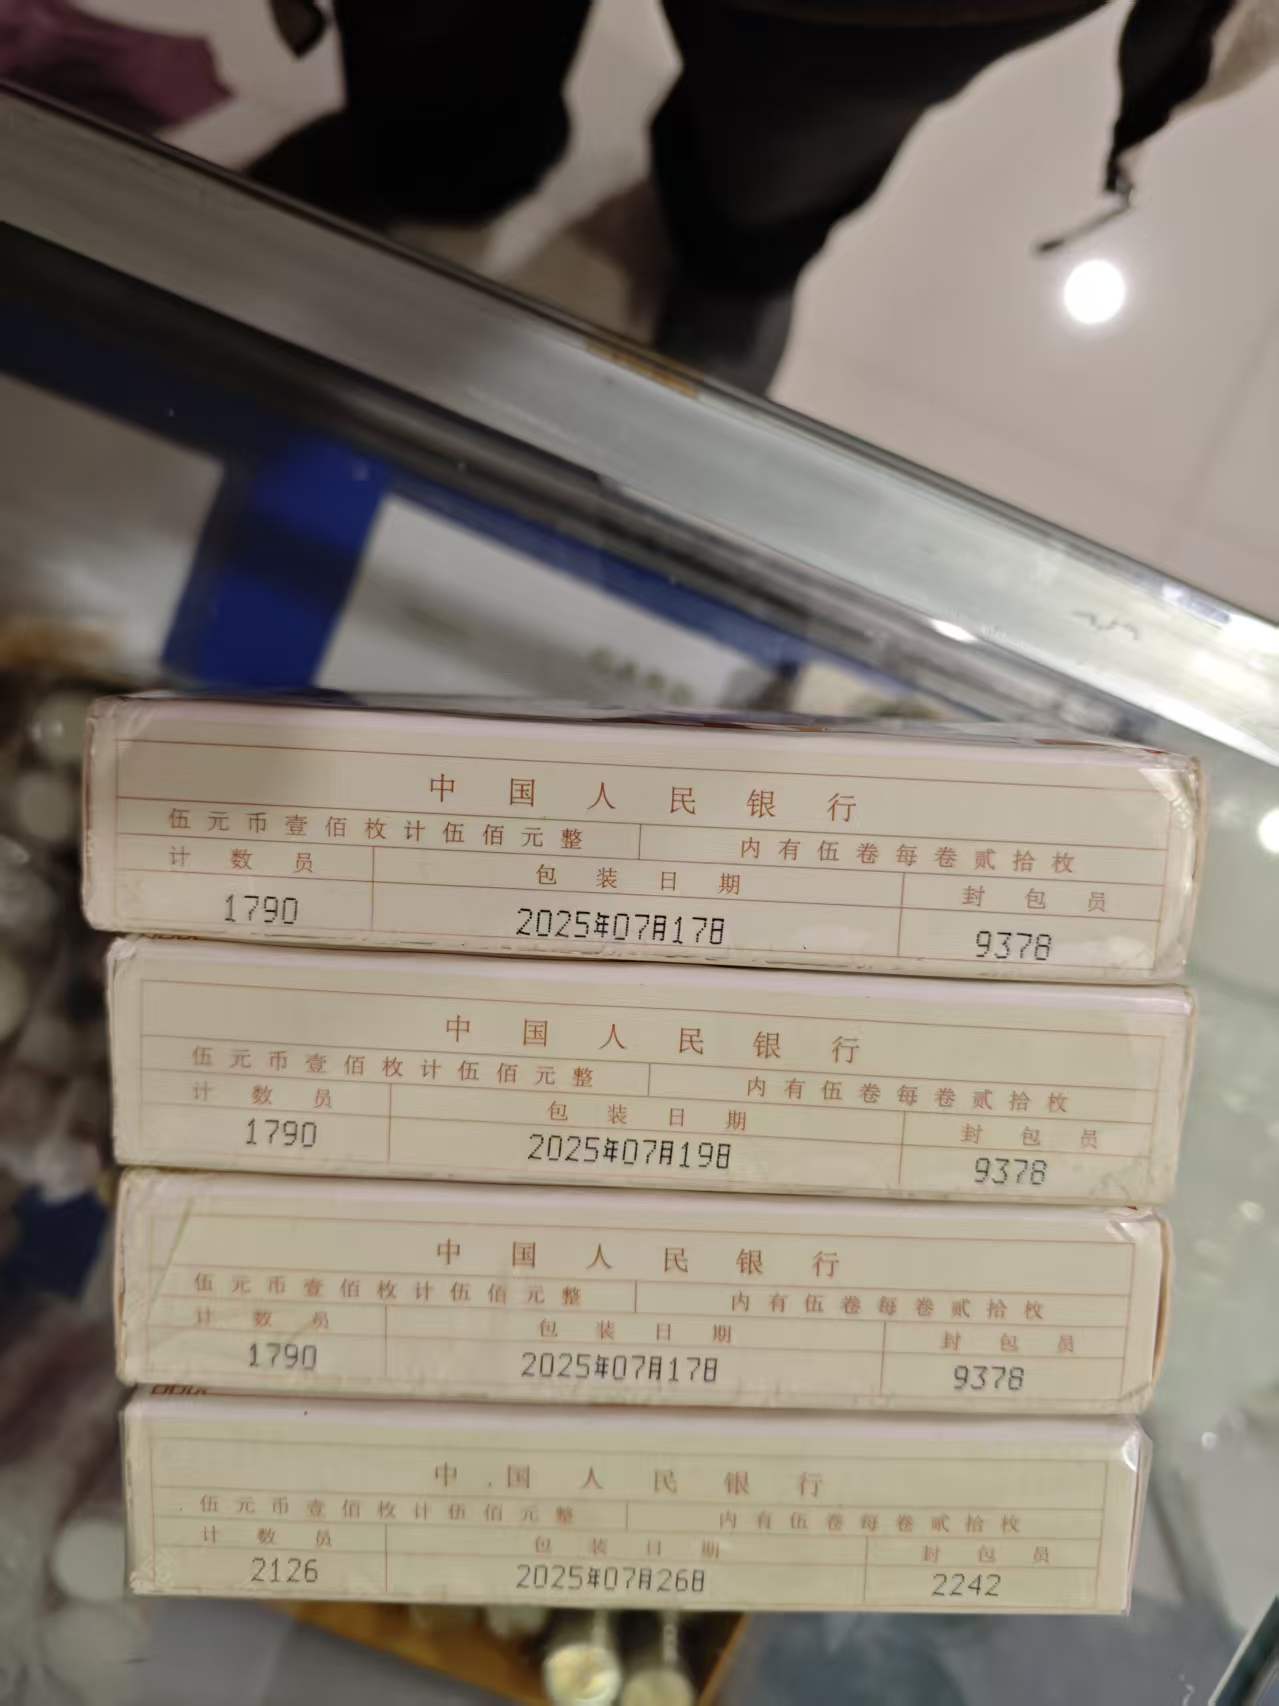 中国人民银行
伍元币壹佰枚计伍佰元整 内有伍卷每卷贰拾枚
计数员 包装日期 封包员
1790 2025年07月17日 9378
中国人民银行
伍元币壹佰枚计伍佰元整 内有伍卷每卷贰拾枚
计数员 包装日期 封包员
1790 2025年07月19日 9378
中国人民银行
伍元币壹佰枚计伍佰元整 内有伍卷每卷贰拾枚
计数员 包装日期 封包员
1790 2025年07月17日 9378
中国人民银行
伍元币壹佰枚计伍佰元整 内有伍卷每卷贰拾枚
计数员 包装日期 封包员
2126 2025年07月26日 2242